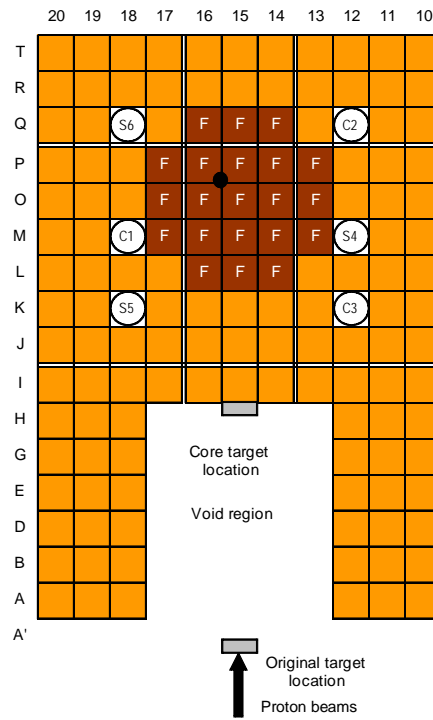 20 19 18 17 16 15 14 13 12 11 10
T
R
Q S6 F F F C2
P F F F F F
O F F F F F
M C1 F F F F F S4
L F F F
K S5 C3
J
I
H
G
E
D
B
A
A'
Core target
location
Void region
Original target
location
Proton beams